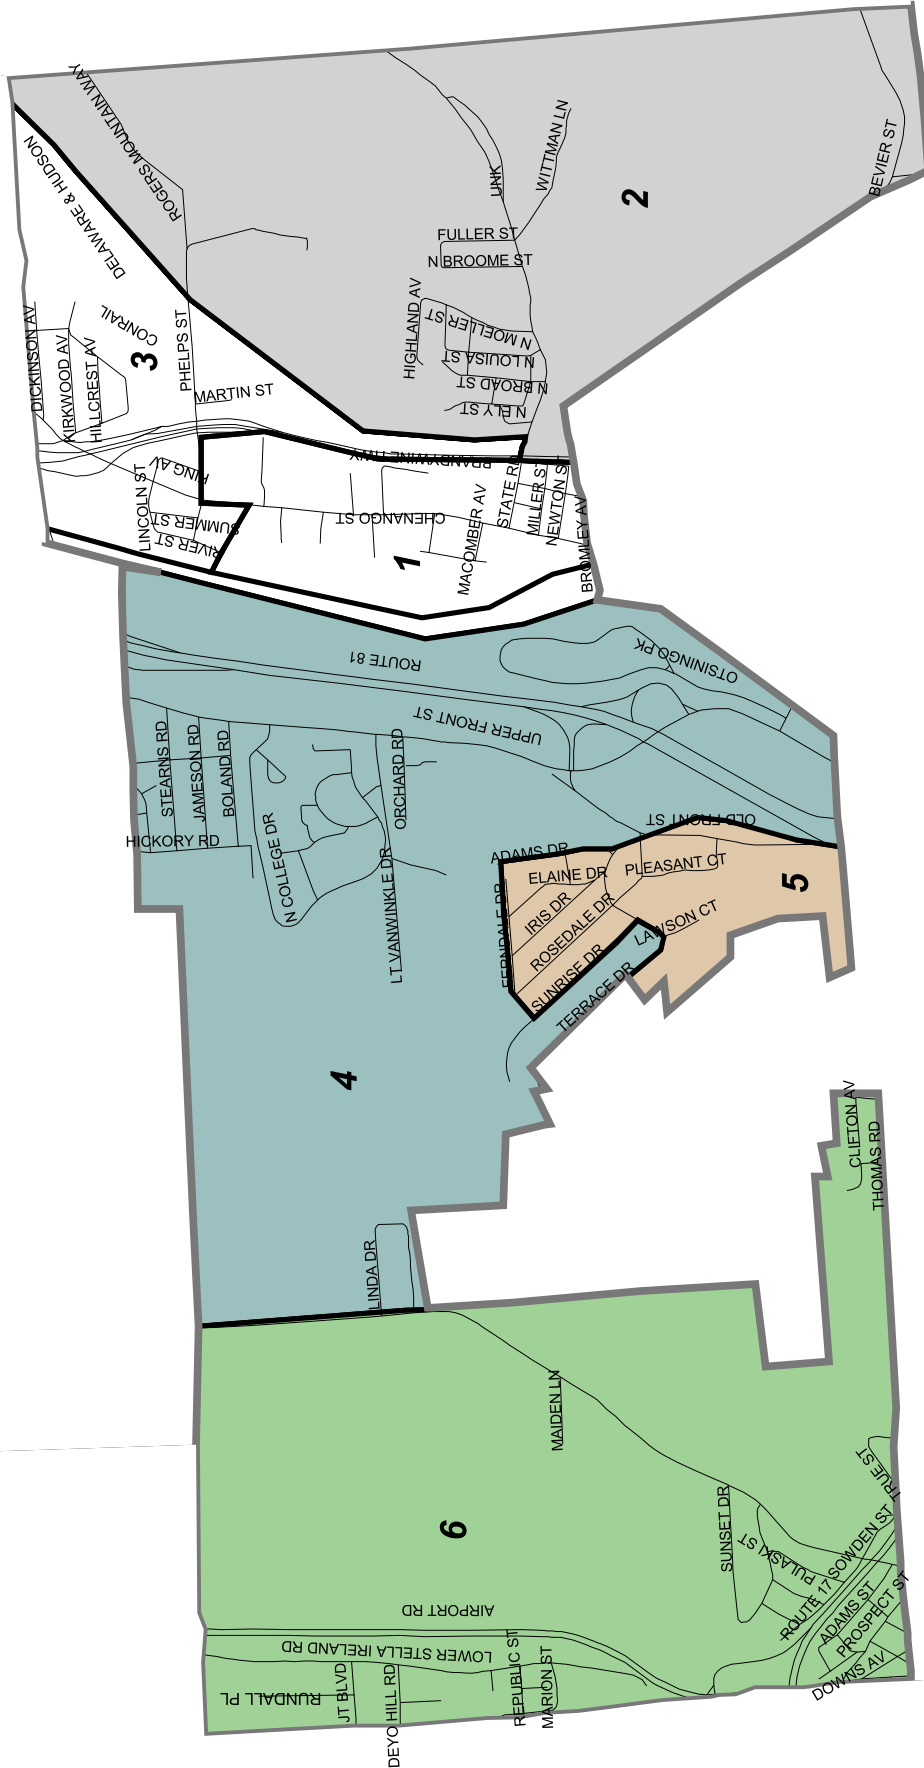 ROGERS MOUNTAIN WAY
DELAWARE & HUDSON
UNK
WITTMAN LN
BEVIER ST
2
FULLER ST
N BROOME ST
HIGHLAND AV
N MOELLER ST
N LOUISA ST
N BROAD ST
N ELY ST
CONRAIL
3
DICKINSON AV
KIRKWOOD AV
HILLCREST AV
PHELPS ST
MARTIN ST
BRANDYWINE HWY
STATE RD
MILLER ST
NEWTON ST
BROMLEY AV
LINCOLN ST
SUMMER ST
RIVER ST
CHENANGO ST
MACOMBER AV
1
ROUTE 81
OTSININGO PK
UPPER FRONT ST
STEARNS RD
JAMESON RD
BOLAND RD
HICKORY RD
N COLLEGE DR
ORCHARD RD
LT VANWINKLE DR
OLD FRONT ST
ADAMS DR
ELAINE DR
PLEASANT CT
5
FERNDALE DR
IRIS DR
ROSEDALE DR
SUNRISE DR
LAWSON CT
TERRACE DR
4
LINDA DR
CLIFTON AV
THOMAS RD
MAIDEN LN
6
SUNSET DR
PULASKI ST
TRUE ST
ROUTE 17
SOWDEN ST
ADAMS ST
PROSPECT ST
DOWNS AV
AIRPORT RD
LOWER STELLA IRELAND RD
RUNDALL PL
JT BLVD
DEYO HILL RD
REPUBLIC ST
MARION ST